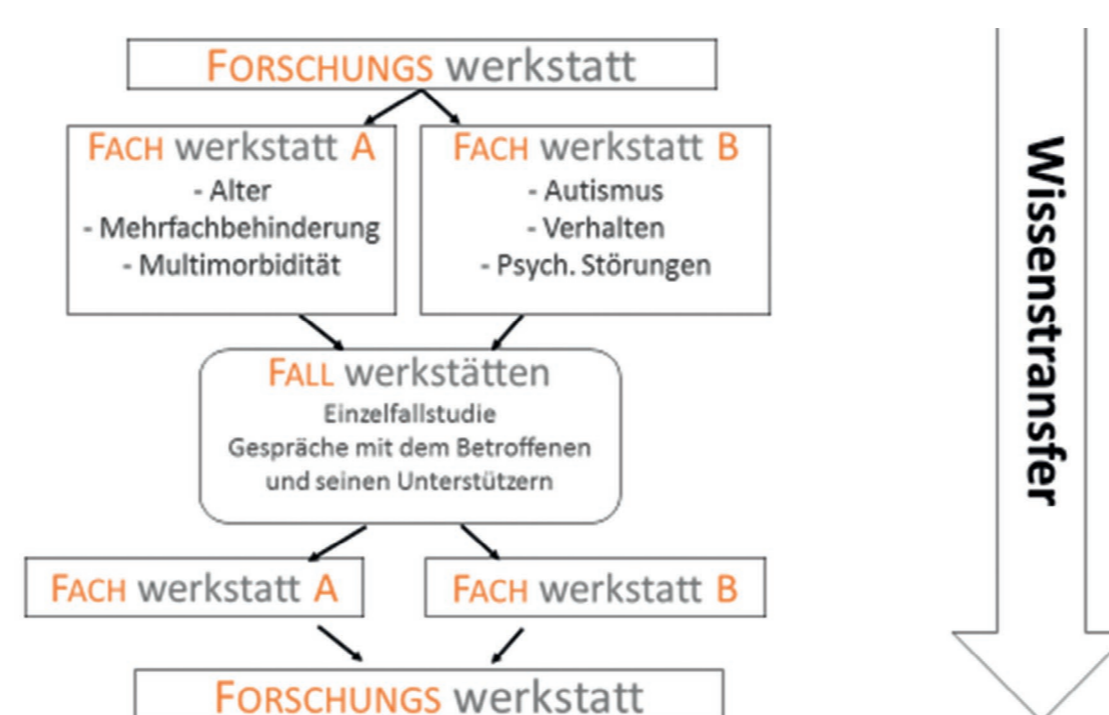 FORSCHUNGS werkstatt
FACH werkstatt A
- Alter
- Mehrfachbehinderung
- Multimorbidität
FACH werkstatt B
- Autismus
- Verhalten
- Psych. Störungen
FALL werkstätten
Einzelfallstudie
Gespräche mit dem Betroffenen
und seinen Unterstützern
FACH werkstatt A
FACH werkstatt B
FORSCHUNGS werkstatt
Wissenstransfer